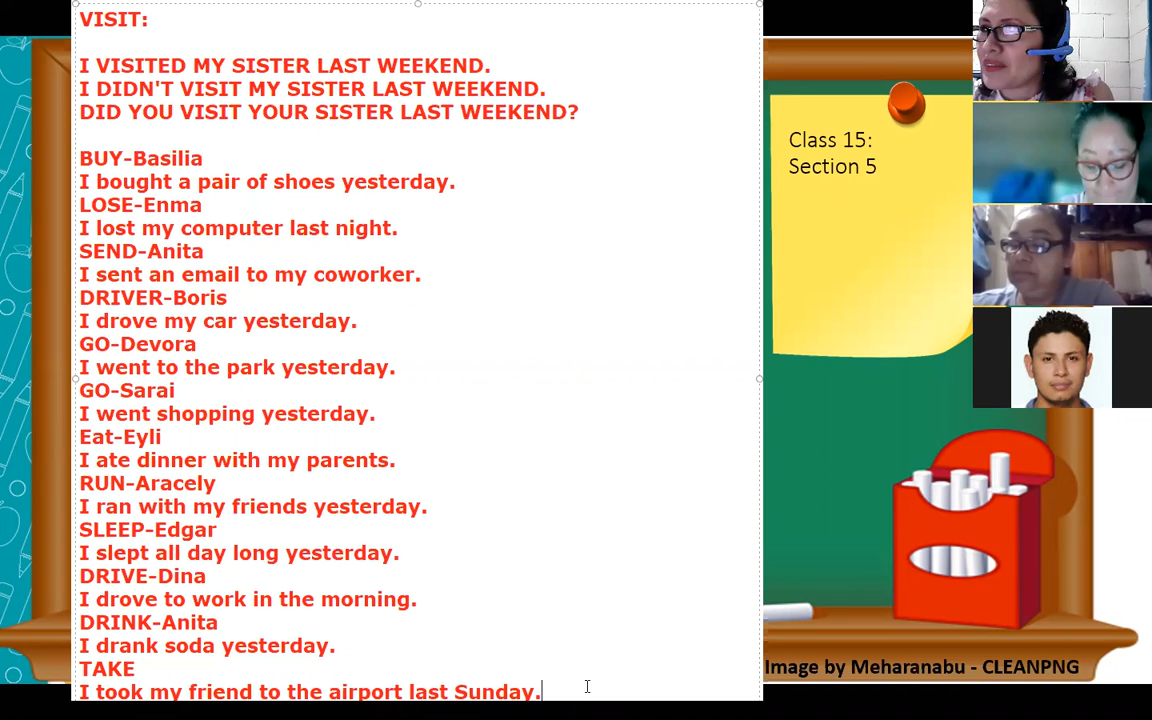 VISIT:
I VISITED MY SISTER LAST WEEKEND.
I DIDN'T VISIT MY SISTER LAST WEEKEND.
DID YOU VISIT YOUR SISTER LAST WEEKEND?
BUY-Basilia
I bought a pair of shoes yesterday.
LOSE-Enma
I lost my computer last night.
SEND-Anita
I sent an email to my coworker.
DRIVER-Boris
I drove my car yesterday.
GO-Devora
I went to the park yesterday.
GO-Sarai
I went shopping yesterday.
Eat-Eyli
I ate dinner with my parents.
RUN-Aracely
I ran with my friends yesterday.
SLEEP-Edgar
I slept all day long yesterday.
DRIVE-Dina
I drove to work in the morning.
DRINK-Anita
I drank soda yesterday.
TAKE
I took my friend to the airport last Sunday.
Class 15:
Section 5
Image by Meharanabu - CLEANPNG